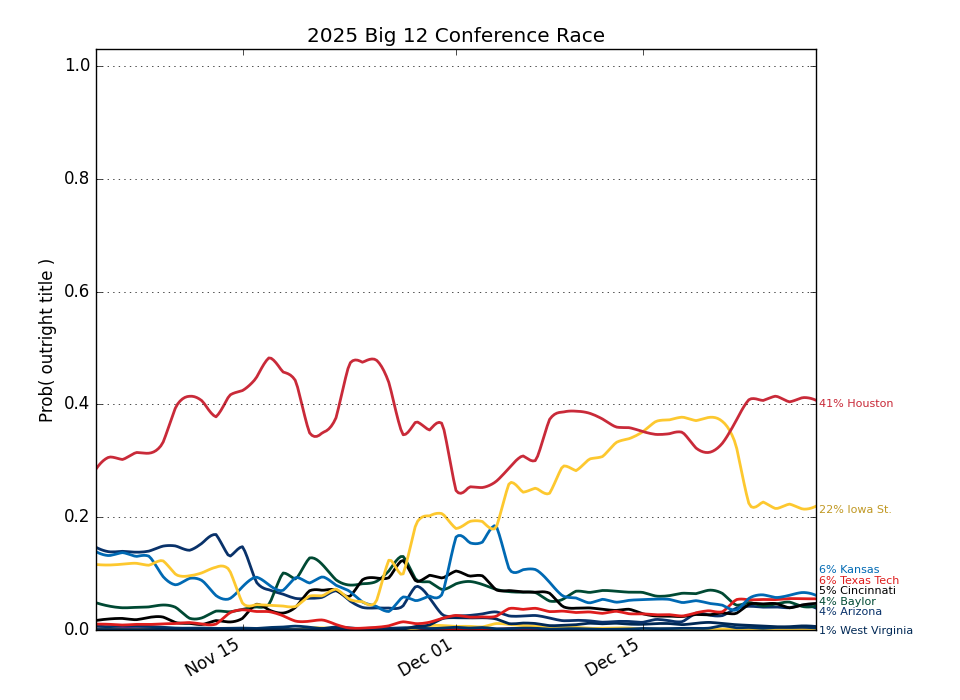 2025 Big 12 Conference Race
1.0
0.8
0.6
0.4
0.2
0.0
Prob( outright title )
Nov 15
Dec 01
Dec 15
41% Houston
22% Iowa St.
6% Kansas
6% Texas Tech
5% Cincinnati
4% Baylor
4% Arizona
1% West Virginia